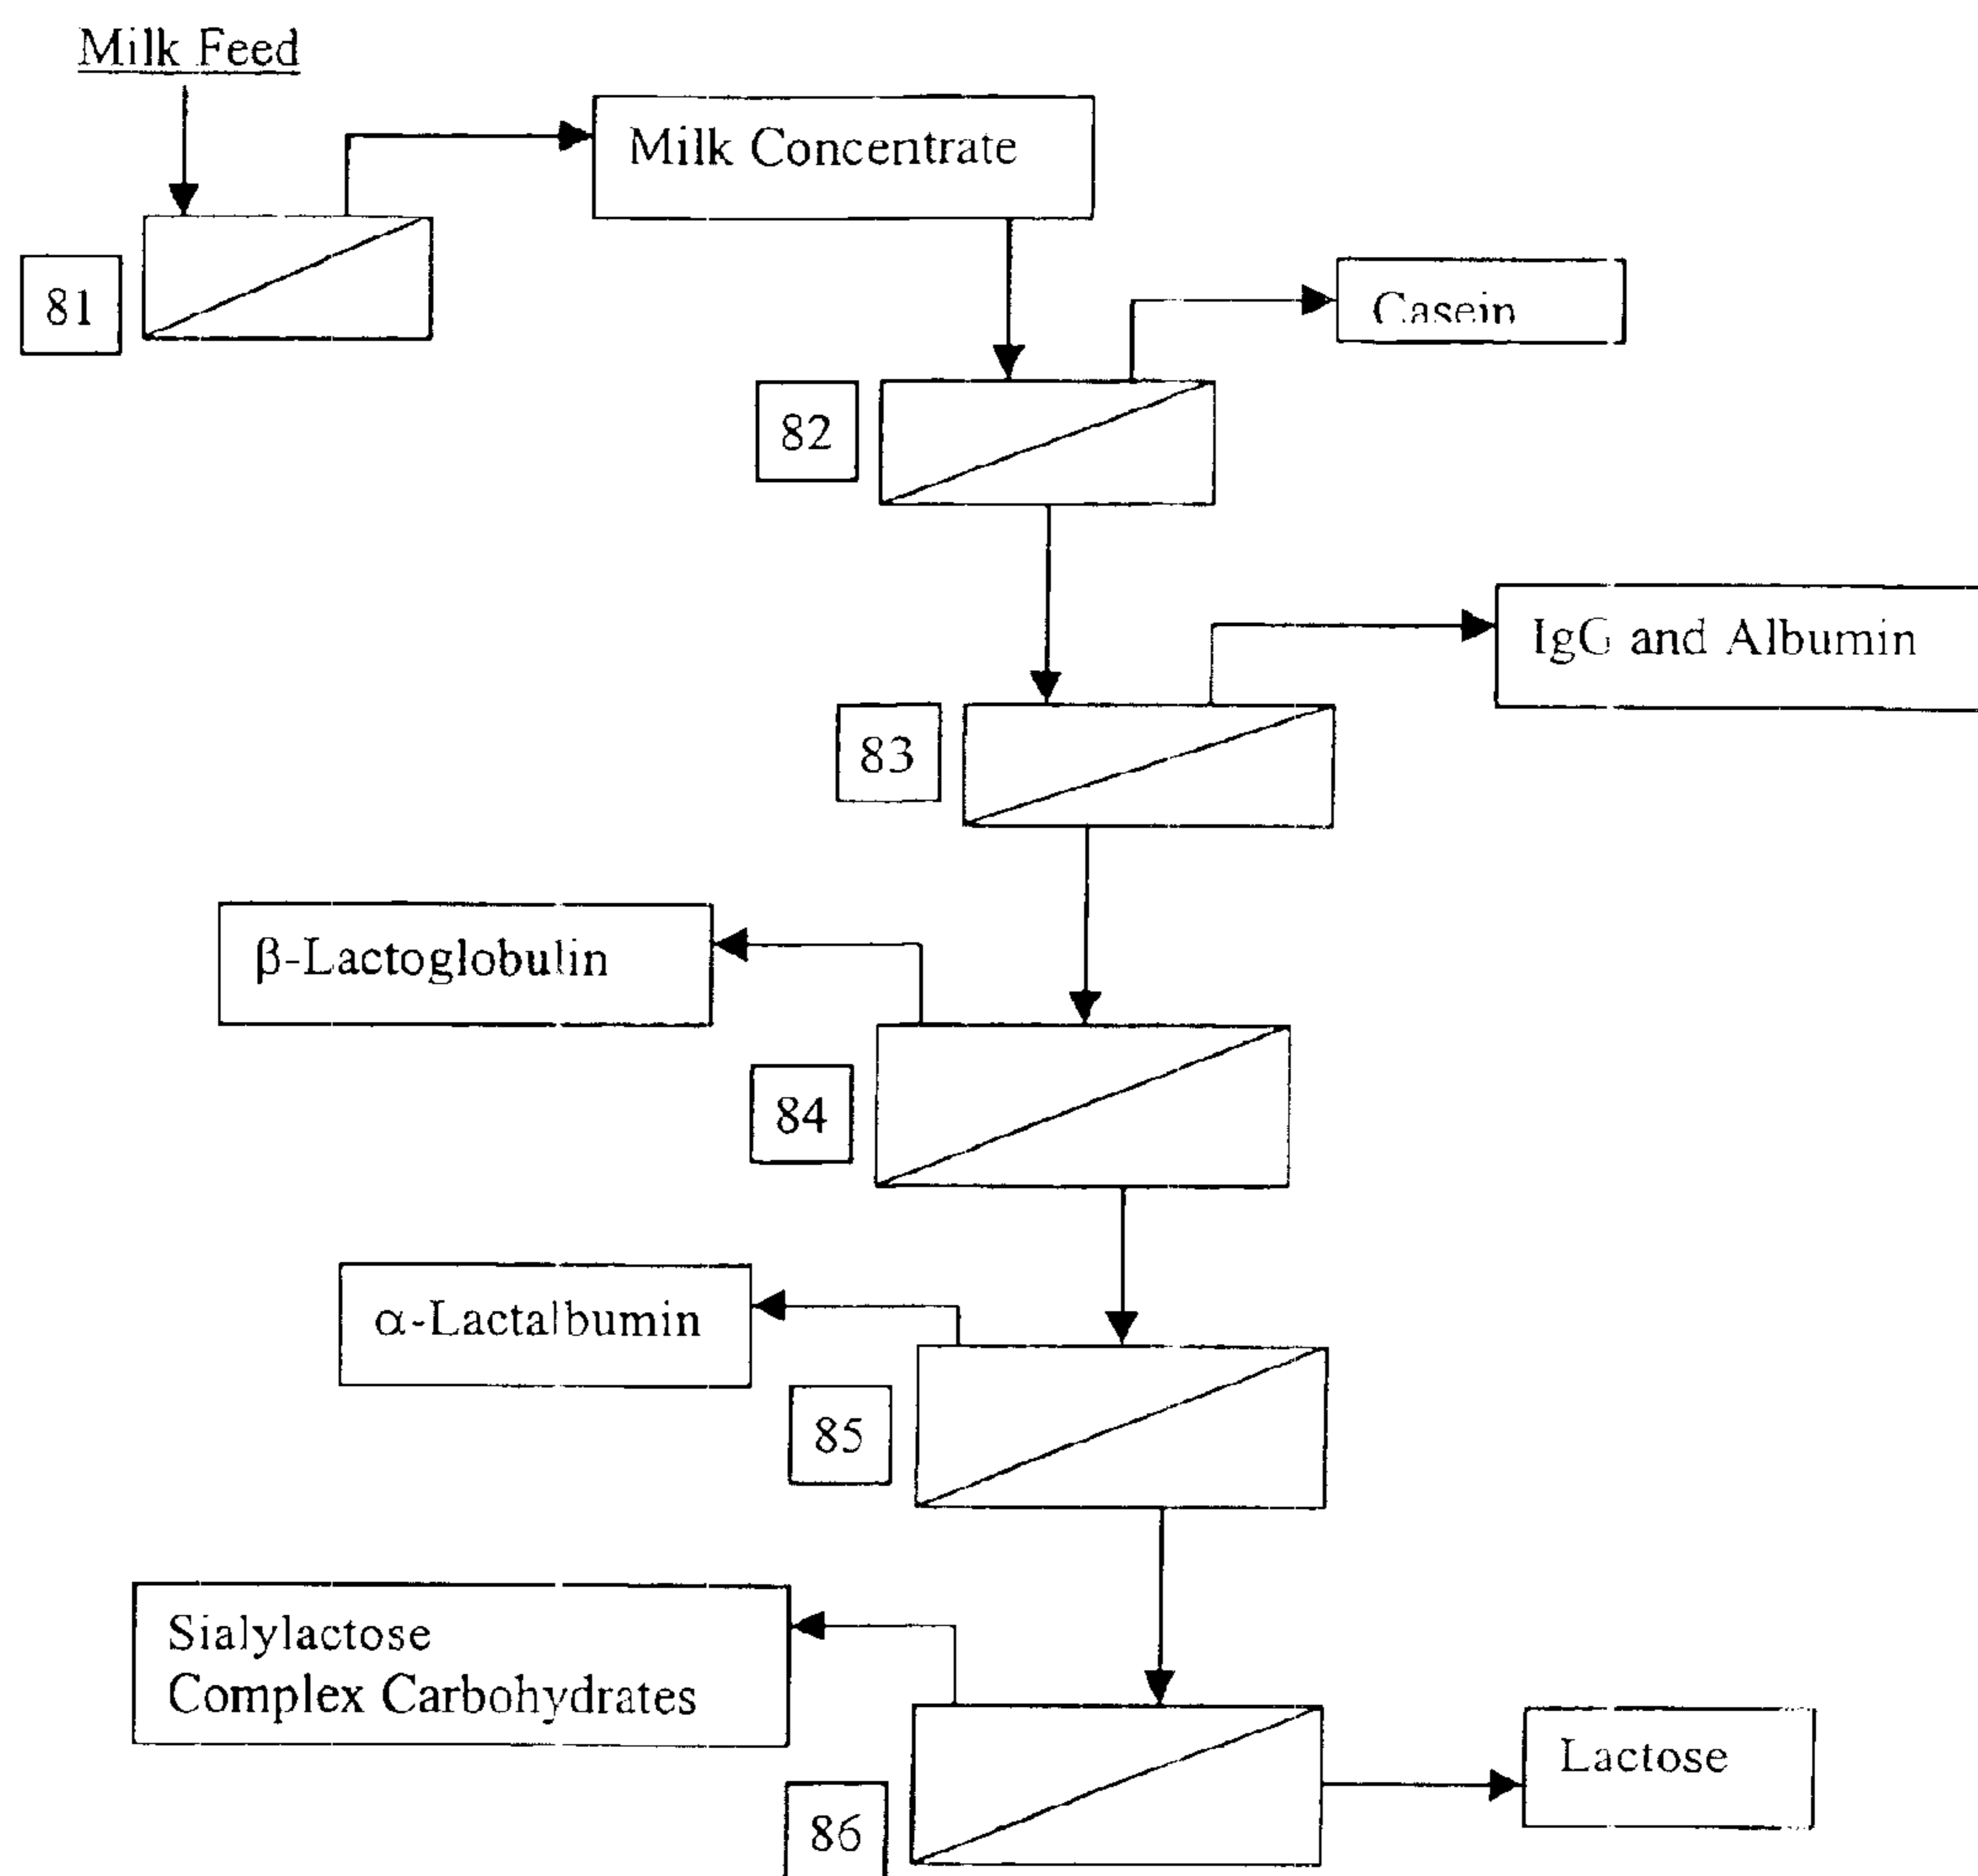 Milk Feed
Milk Concentrate
81
Casein
82
IgG and Albumin
83
β-Lactoglobulin
84
α-Lactalbumin
85
Sialylactose
Complex Carbohydrates
Lactose
86